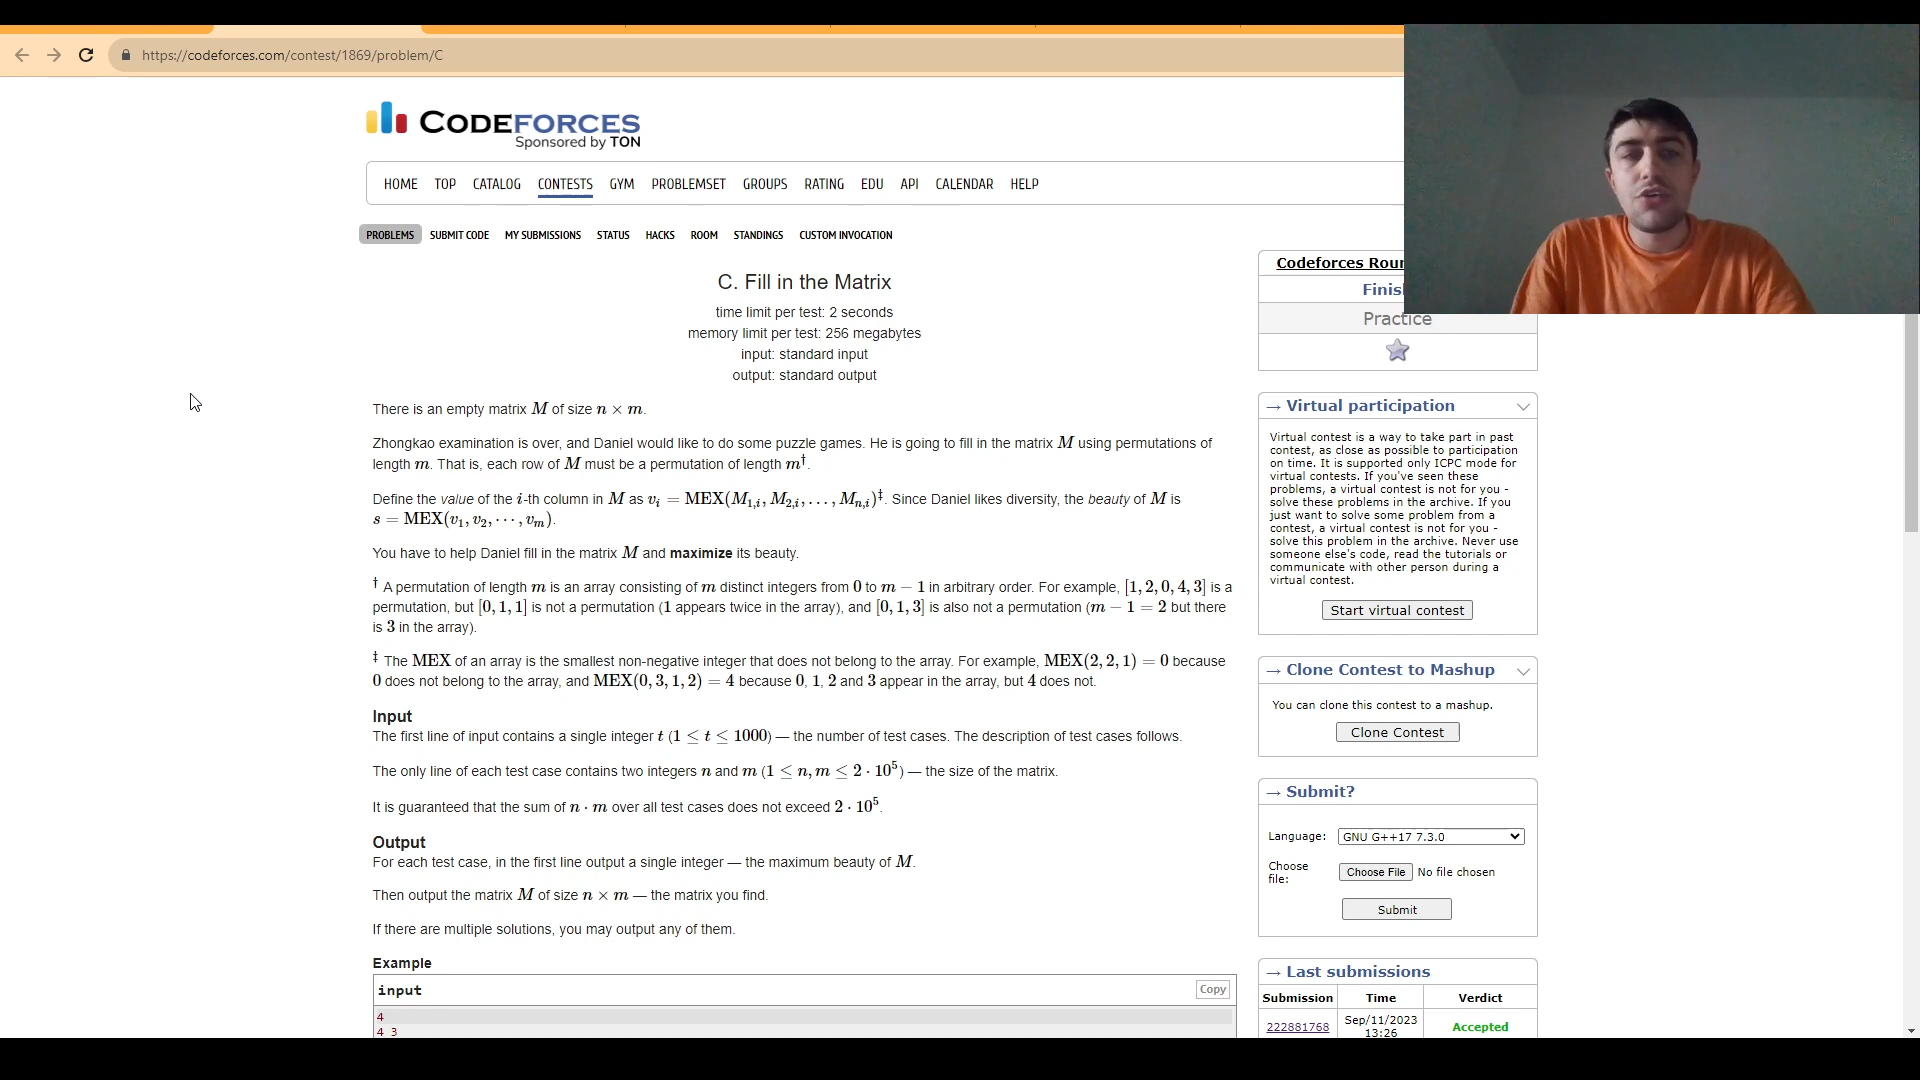 https://codeforces.com/contest/1869/problem/C
CODEFORCES
Sponsored by TON
HOME TOP CATALOG CONTESTS GYM PROBLEMSET GROUPS RATING EDU API CALENDAR HELP
PROBLEMS SUBMIT CODE MY SUBMISSIONS STATUS HACKS ROOM STANDINGS CUSTOM INVOCATION
C. Fill in the Matrix
time limit per test: 2 seconds
memory limit per test: 256 megabytes
input: standard input
output: standard output
There is an empty matrix M of size n × m.
Zhongkao examination is over, and Daniel would like to do some puzzle games. He is going to fill in the matrix M using permutations of
length m. That is, each row of M must be a permutation of length m†.
Define the value of the i-th column in M as v_i = MEX(M_{1,i}, M_{2,i}, . . . , M_{n,i})‡. Since Daniel likes diversity, the beauty of M is
s = MEX(v_1, v_2, ⋯ , v_m).
You have to help Daniel fill in the matrix M and maximize its beauty.
† A permutation of length m is an array consisting of m distinct integers from 0 to m − 1 in arbitrary order. For example, [1, 2, 0, 4, 3] is a
permutation, but [0, 1, 1] is not a permutation (1 appears twice in the array), and [0, 1, 3] is also not a permutation (m − 1 = 2 but there
is 3 in the array).
‡ The MEX of an array is the smallest non-negative integer that does not belong to the array. For example, MEX(2, 2, 1) = 0 because
0 does not belong to the array, and MEX(0, 3, 1, 2) = 4 because 0, 1, 2 and 3 appear in the array, but 4 does not.
Input
The first line of input contains a single integer t (1 ≤ t ≤ 1000) — the number of test cases. The description of test cases follows.
The only line of each test case contains two integers n and m (1 ≤ n, m ≤ 2 · 10^5) — the size of the matrix.
It is guaranteed that the sum of n · m over all test cases does not exceed 2 · 10^5.
Output
For each test case, in the first line output a single integer — the maximum beauty of M.
Then output the matrix M of size n × m — the matrix you find.
If there are multiple solutions, you may output any of them.
Example
input
Copy
4
4 3
Codeforces Roun
Finis
Practice
→ Virtual participation
Virtual contest is a way to take part in past
contest, as close as possible to participation
on time. It is supported only ICPC mode for
virtual contests. If you've seen these
problems, a virtual contest is not for you -
solve these problems in the archive. If you
just want to solve some problem from a
contest, a virtual contest is not for you -
solve this problem in the archive. Never use
someone else's code, read the tutorials or
communicate with other person during a
virtual contest.
Start virtual contest
→ Clone Contest to Mashup
You can clone this contest to a mashup.
Clone Contest
→ Submit?
Language: GNU G++17 7.3.0
Choose
file:
Choose File No file chosen
Submit
→ Last submissions
Submission Time Verdict
222881768 Sep/11/2023
13:26
Accepted